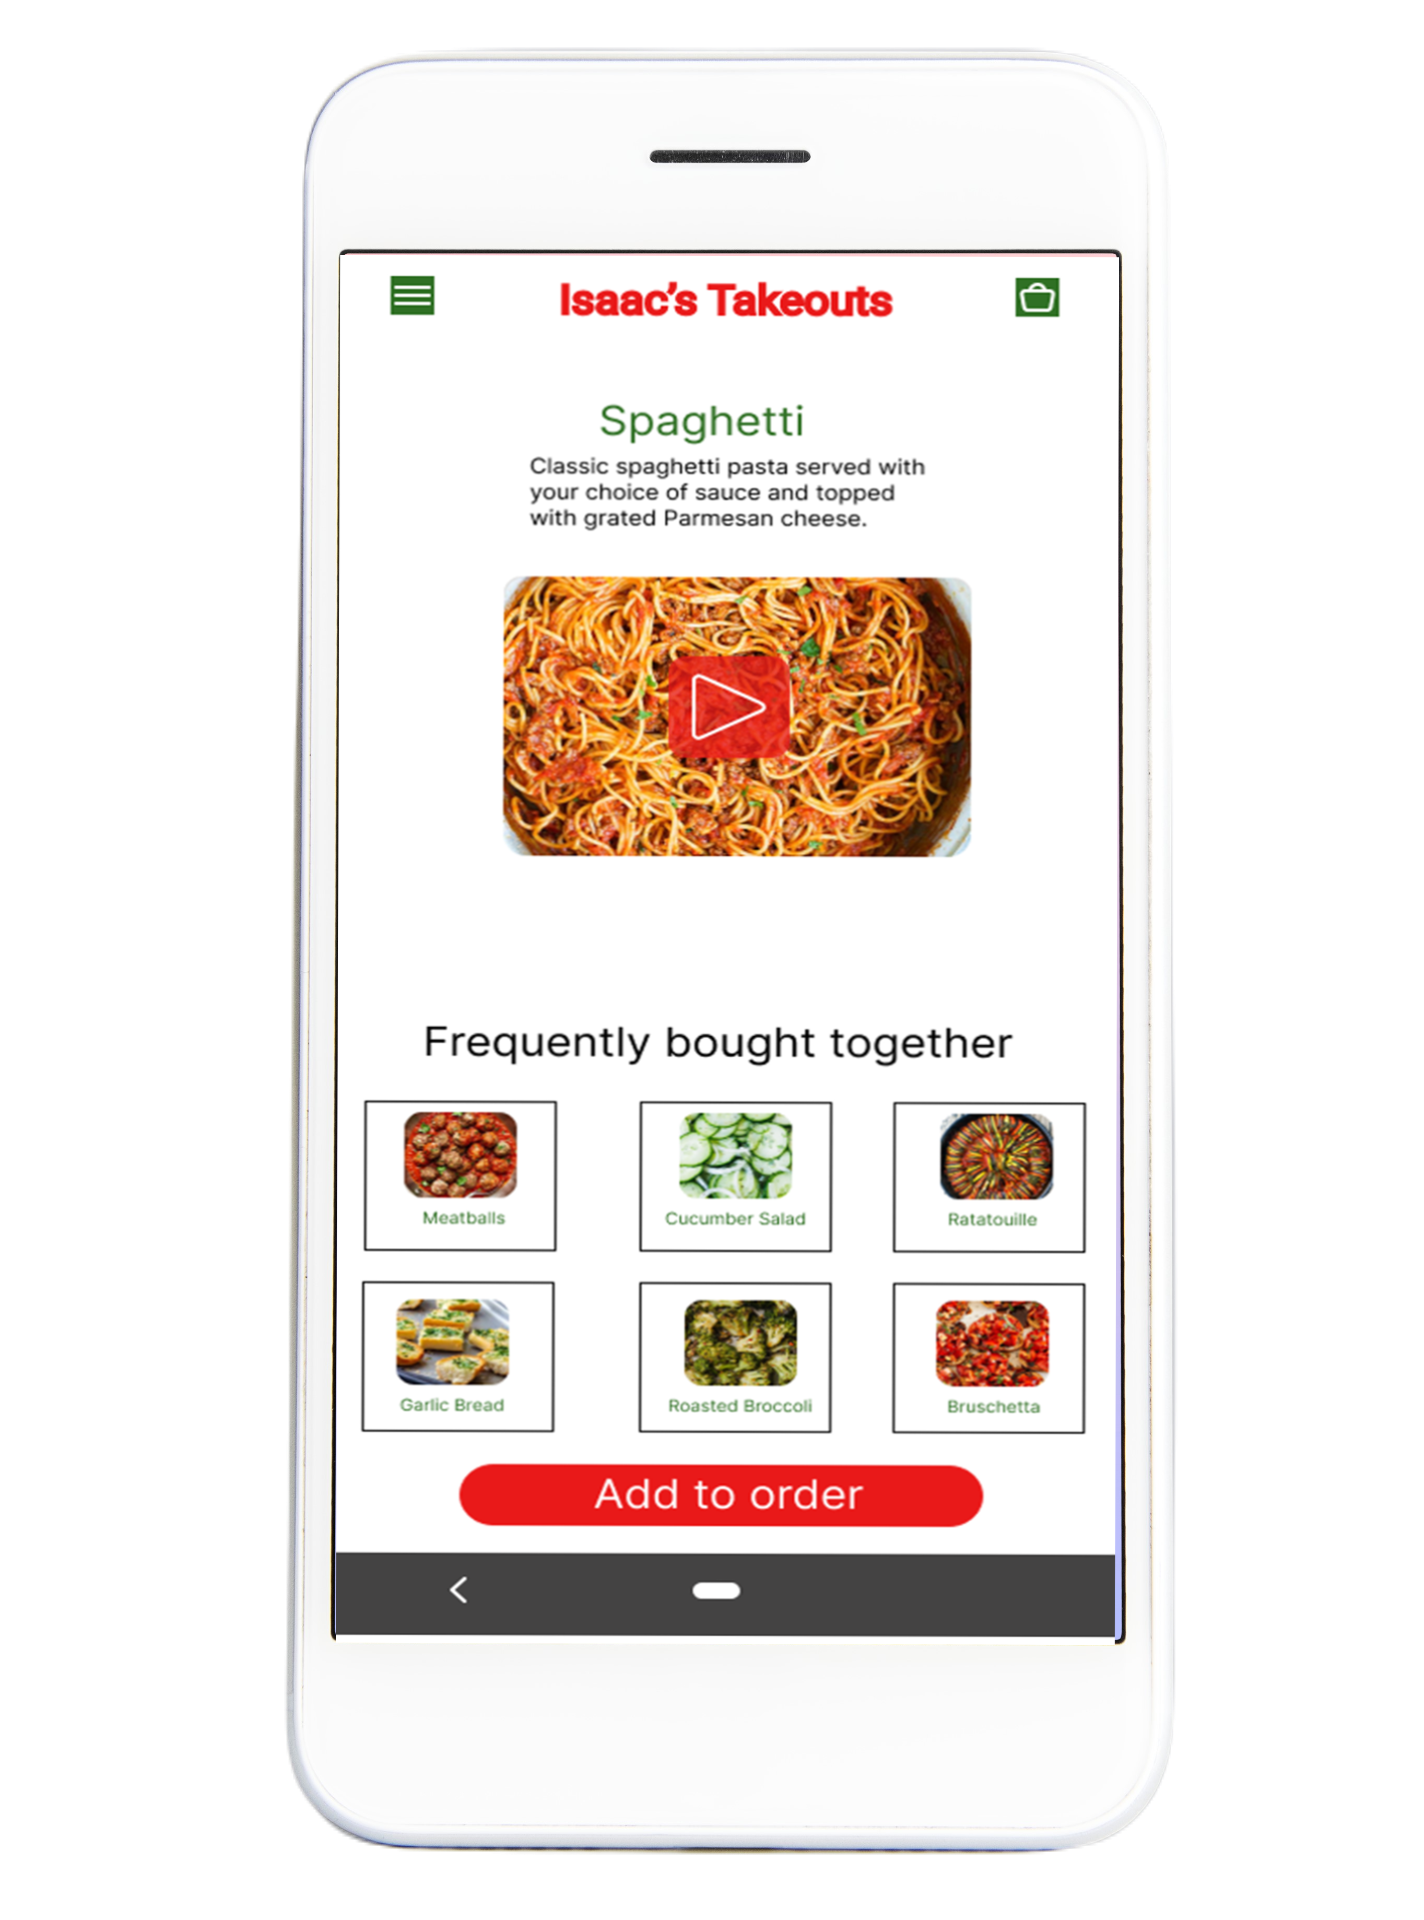 Isaac's Takeouts
Spaghetti
Classic spaghetti pasta served with
your choice of sauce and topped
with grated Parmesan cheese.
Frequently bought together
Meatballs
Cucumber Salad
Ratatouille
Garlic Bread
Roasted Broccoli
Bruschetta
Add to order